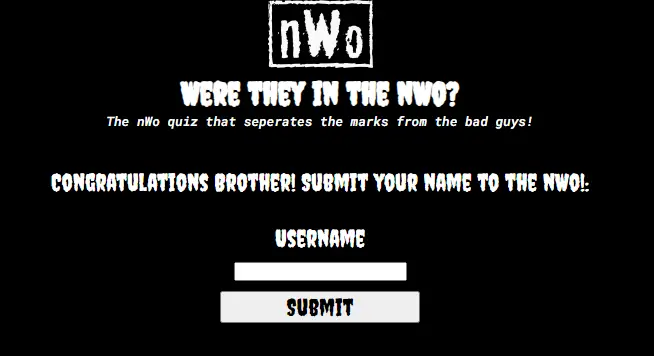 nWo
WERE THEY IN THE NWO?
The nWo quiz that seperates the marks from the bad guys!
CONGRATULATIONS BROTHER! SUBMIT YOUR NAME TO THE NWO!:
USERNAME
SUBMIT